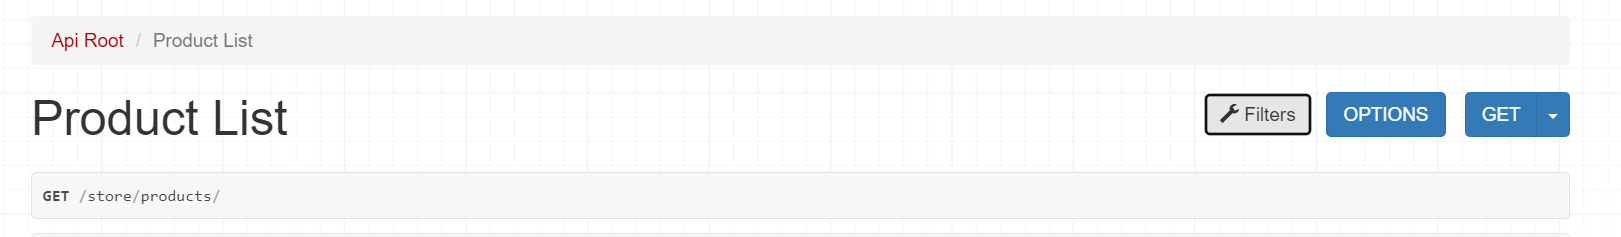 Api Root / Product List
Product List
Filters OPTIONS GET
GET /store/products/